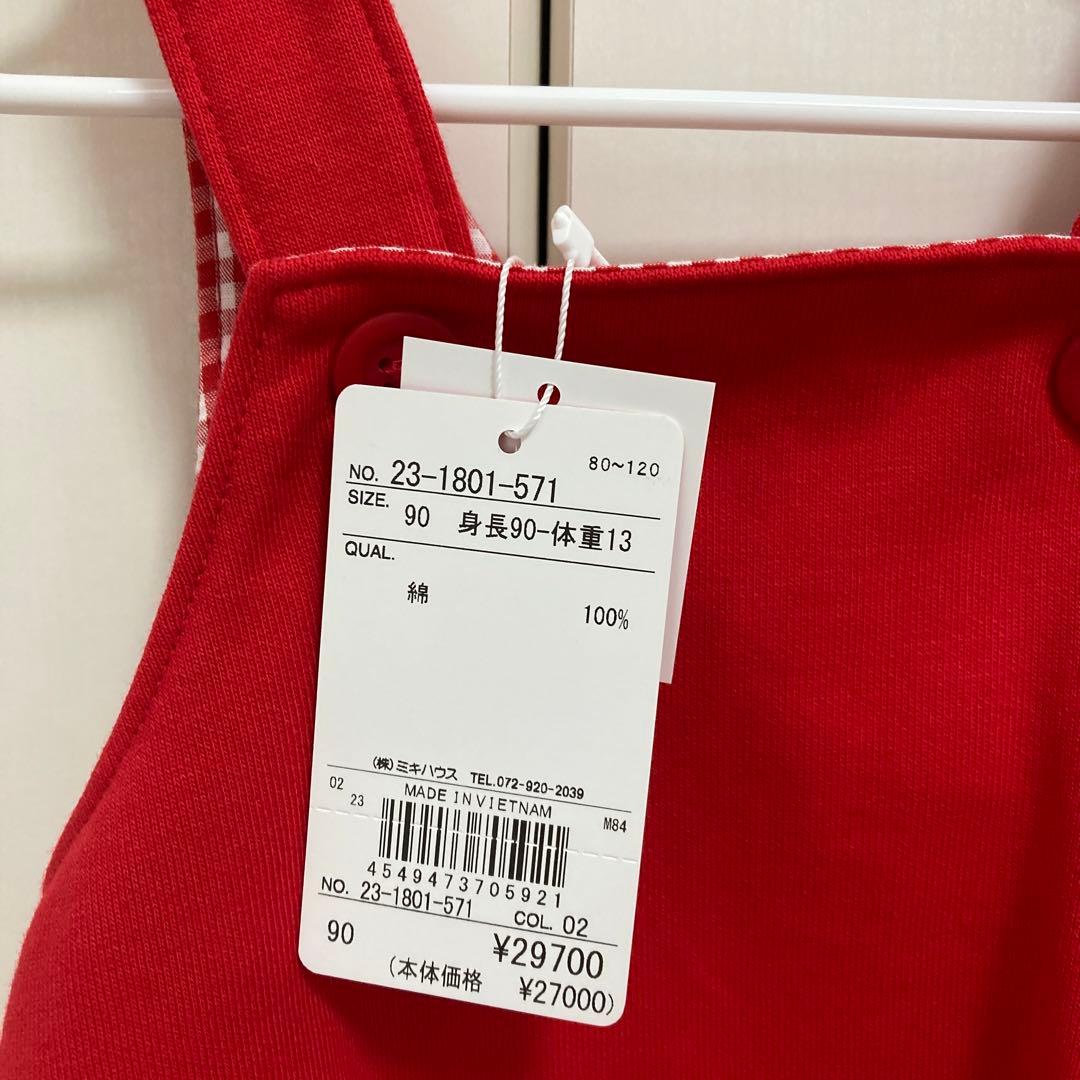 80~120
NO. 23-1801-571
SIZE. 90 身長90-体重13
QUAL.
綿 100%
(株)ミキハウス TEL.072-920-2039
02 23 MADE IN VIETNAM M84
4549473705921
NO. 23-1801-571 COL. 02
90 ¥29700
(本体価格 ¥27000)